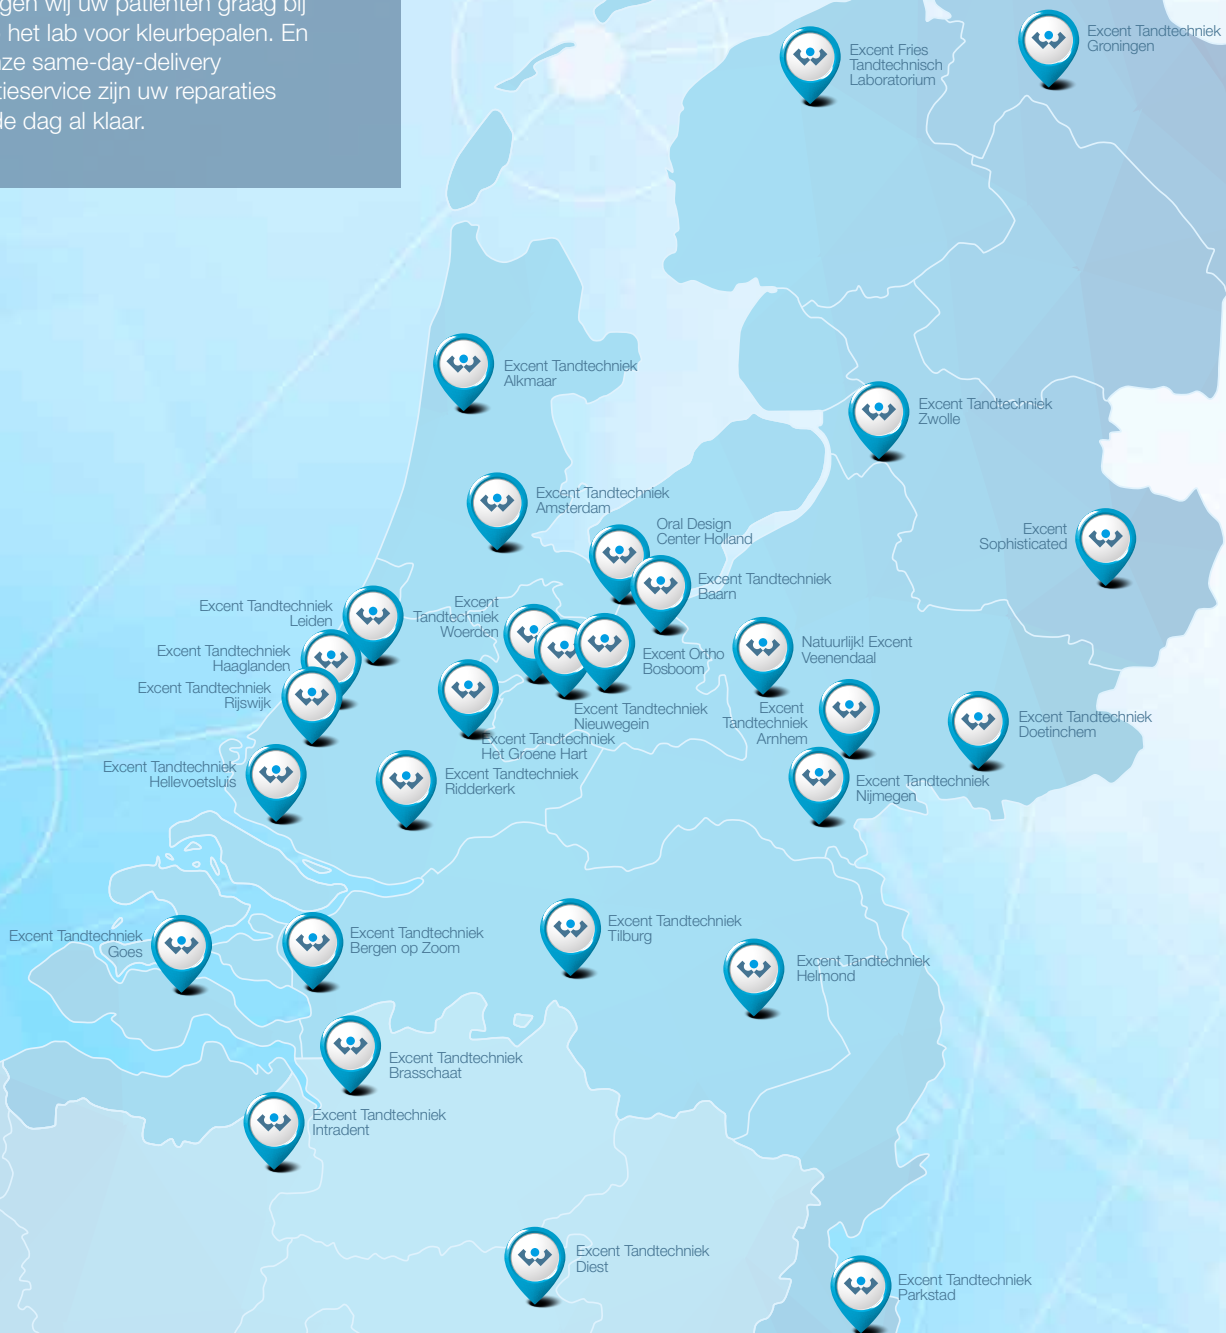 wij uw patiënten graag bij
het lab voor kleurbepalen. En
same-day-delivery
zijn uw reparaties
dag al klaar.
Excent Fries
Tandtechnisch
Laboratorium
Excent Tandtechniek
Groningen
Excent Tandtechniek
Alkmaar
Excent Tandtechniek
Zwolle
Excent Tandtechniek
Amsterdam
Oral Design
Center Holland
Excent
Sophisticated
Excent Tandtechniek
Baarn
Excent Tandtechniek
Leiden
Excent
Tandtechniek
Woerden
Excent Tandtechniek
Haaglanden
Excent Ortho
Bosboom
Natuurlijk! Excent
Veenendaal
Excent Tandtechniek
Rijswijk
Excent Tandtechniek
Nieuwegein
Excent
Tandtechniek
Arnhem
Excent Tandtechniek
Doetinchem
Excent Tandtechniek
Het Groene Hart
Excent Tandtechniek
Hellevoetsluis
Excent Tandtechniek
Ridderkerk
Excent Tandtechniek
Nijmegen
Excent Tandtechniek
Goes
Excent Tandtechniek
Bergen op Zoom
Excent Tandtechniek
Tilburg
Excent Tandtechniek
Helmond
Excent Tandtechniek
Brasschaat
Excent Tandtechniek
Intradent
Excent Tandtechniek
Diest
Excent Tandtechniek
Parkstad